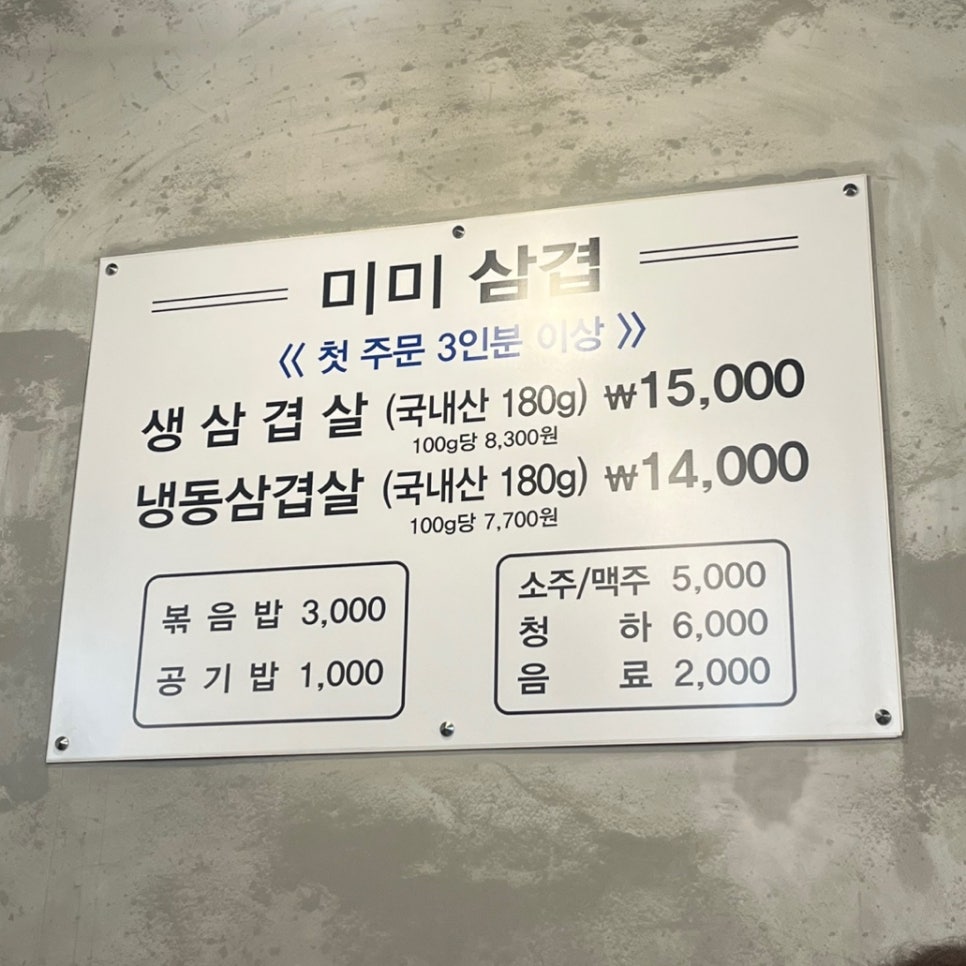 미미 삼겹
《 첫 주문 3인분 이상 》
생삼겹살 (국내산 180g) ₩15,000
100g당 8,300원
냉동삼겹살 (국내산 180g) ₩14,000
100g당 7,700원
볶음밥 3,000
공기밥 1,000
소주/맥주 5,000
청하 6,000
음료 2,000